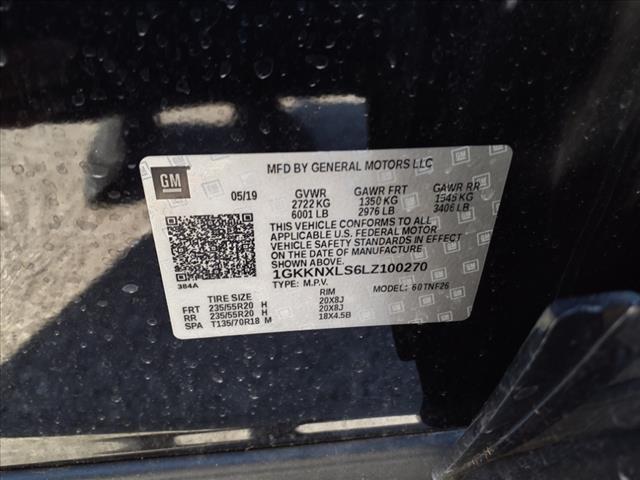 MFD BY GENERAL MOTORS LLC
GM
05/19 GVWR GAWR FRT GAWR RR
2722 KG 1350 KG 1545 KG
6001 LB 2976 LB 3406 LB
THIS VEHICLE CONFORMS TO ALL
APPLICABLE U.S. FEDERAL MOTOR
VEHICLE SAFETY STANDARDS IN EFFECT
ON THE DATE OF MANUFACTURE
SHOWN ABOVE.
1GKKNXLS6LZ100270
384A
TYPE: M.P.V. MODEL: 60TNF26
TIRE SIZE RIM
FRT 235/55R20 H 20X8J
RR 235/55R20 H 20X8J
SPA T135/70R18 M 18X4.5B